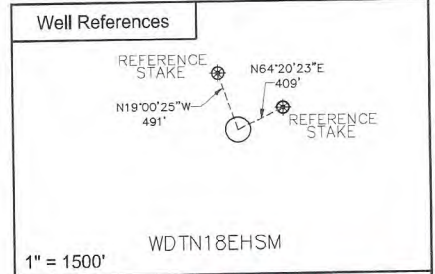 Well References
REFERENCE
STAKE
N64°20'23"E
409'
N19°00'25"W
491'
REFERENCE
STAKE
WDTN18EHSM
1" = 1500'